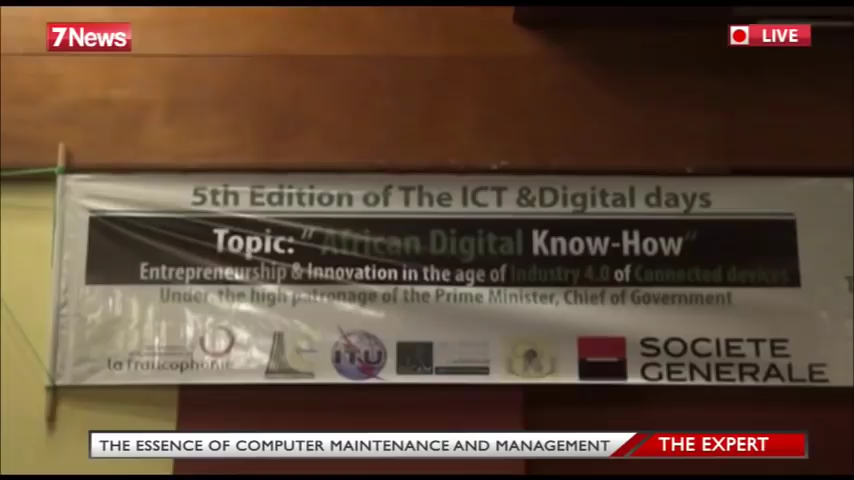 7News
LIVE
5th Edition of The ICT &Digital days
Topic: " African Digital Know-How"
Entrepreneurship & Innovation in the age of Industry 4.0 of Connected devices
Under the high patronage of the Prime Minister, Chief of Government
la francophonie
ITU
SOCIETE
GENERALE
THE ESSENCE OF COMPUTER MAINTENANCE AND MANAGEMENT
THE EXPERT